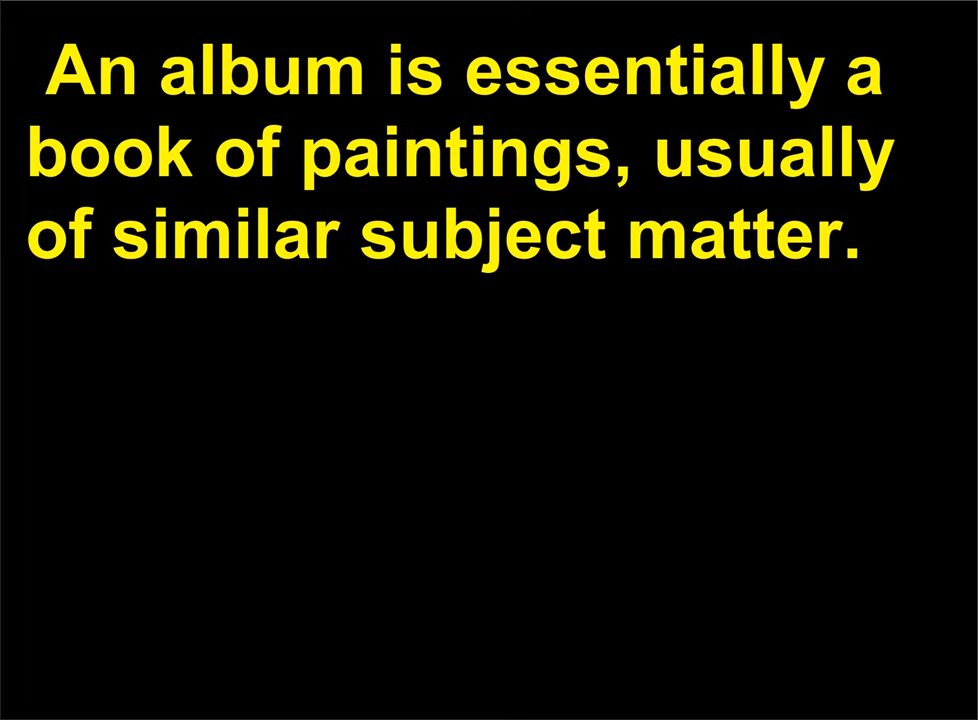 An album is essentially a
book of paintings, usually
of similar subject matter.